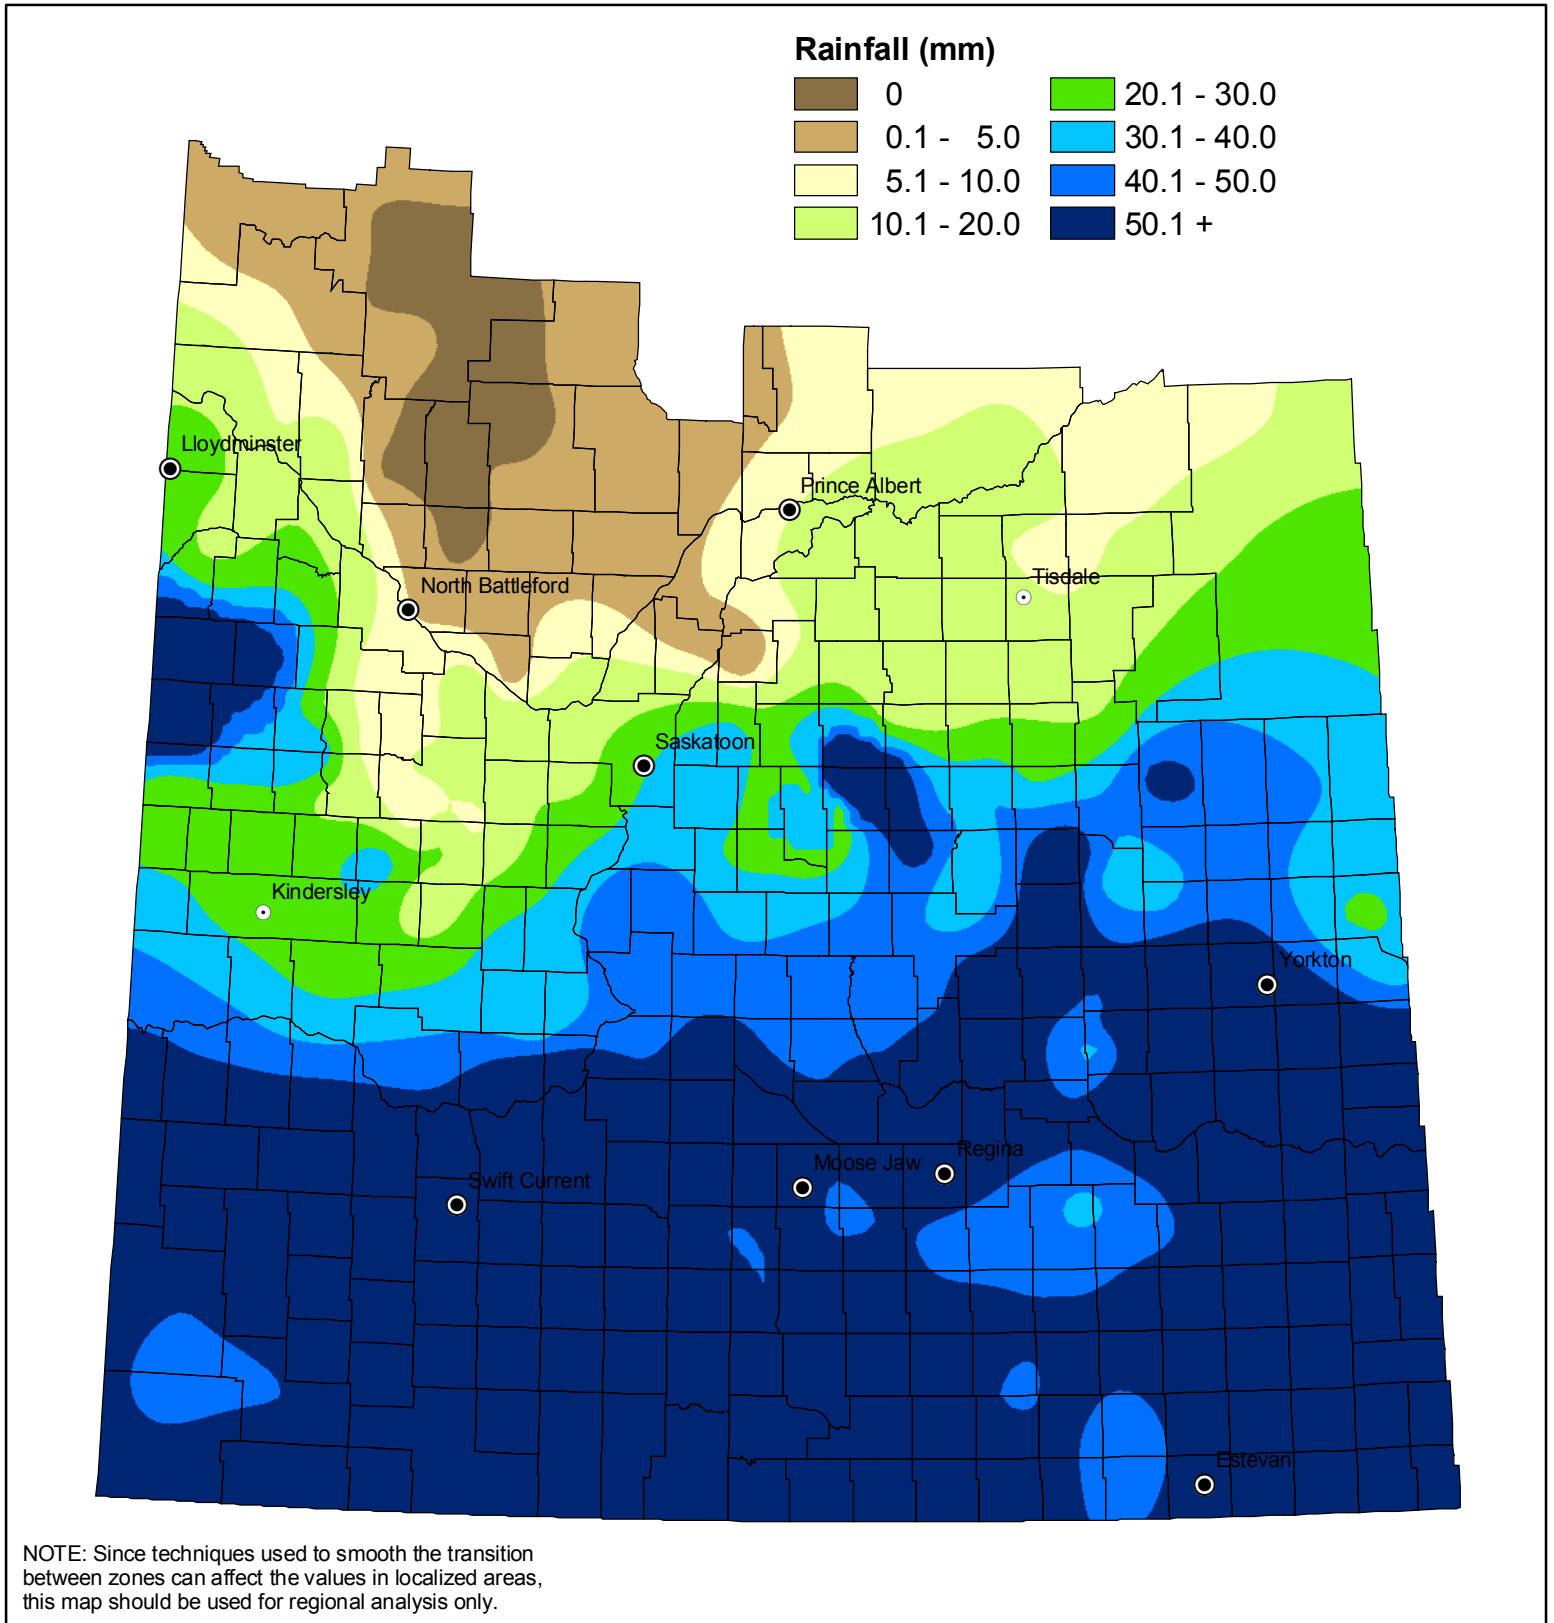 Rainfall (mm)
0
0.1 - 5.0
5.1 - 10.0
10.1 - 20.0
20.1 - 30.0
30.1 - 40.0
40.1 - 50.0
50.1 +
Lloydminster
Prince Albert
North Battleford
Tisdale
Saskatoon
Kindersley
Yorkton
Regina
Moose Jaw
Swift Current
Estevan
NOTE: Since techniques used to smooth the transition
between zones can affect the values in localized areas,
this map should be used for regional analysis only.